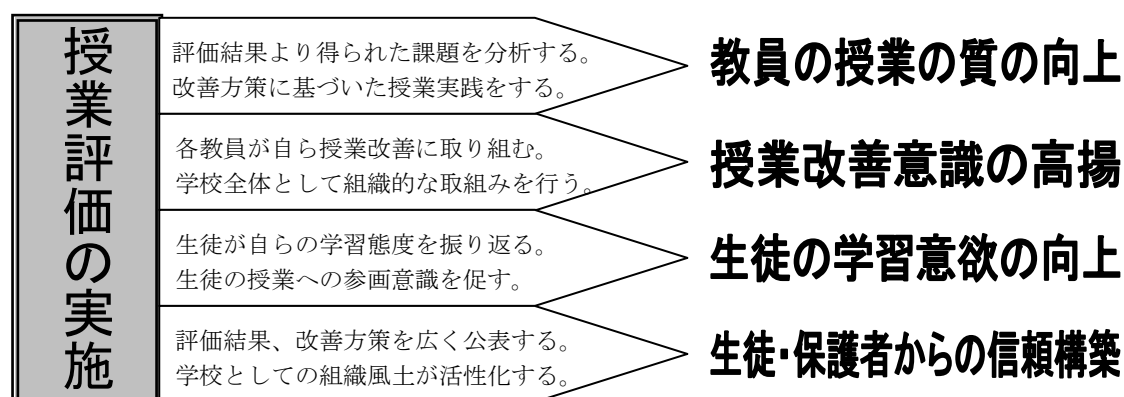 授業評価の実施
評価結果より得られた課題を分析する。
改善方策に基づいた授業実践をする。
教員の授業の質の向上
各教員が自ら授業改善に取り組む。
学校全体として組織的な取組みを行う。
授業改善意識の高揚
生徒が自らの学習態度を振り返る。
生徒の授業への参画意識を促す。
生徒の学習意欲の向上
評価結果、改善方策を広く公表する。
学校としての組織風土が活性化する。
生徒・保護者からの信頼構築